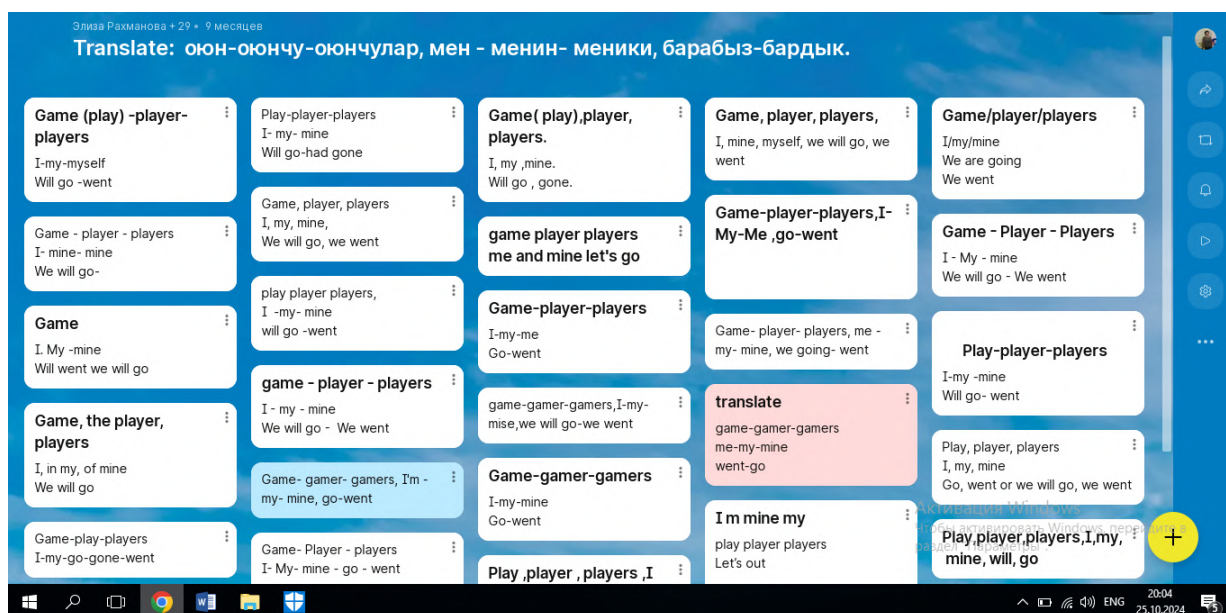 Элиза Рахманова + 29 • 9 месяцев
Translate: оюн-оюнчу-оюнчулар, мен - менин- меники, барабыз-бардык.
Game (play) -player-
players
I-my-myself
Will go -went
Game - player - players
I- mine- mine
We will go-
Game
I. My -mine
Will went we will go
Game, the player,
players
I, in my, of mine
We will go
Game-play-players
I-my-go-gone-went
Play-player-players
I- my- mine
Will go-had gone
Game, player, players
I, my, mine,
We will go, we went
play player players,
I -my- mine
will go -went
game - player - players
I - my - mine
We will go - We went
Game- gamer- gamers, I'm -
my- mine, go-went
Game- Player - players
I- My- mine - go - went
Game( play),player,
players.
I, my ,mine.
Will go , gone.
game player players
me and mine let's go
Game-player-players
I-my-me
Go-went
game-gamer-gamers,I-my-
mise,we will go-we went
Game-gamer-gamers
I-my-mine
Go-went
Play ,player , players ,I
Game, player, players,
I, mine, myself, we will go, we
went
Game-player-players,I-
My-Me ,go-went
Game- player- players, me -
my- mine, we going- went
translate
game-gamer-gamers
me-my-mine
went-go
I m mine my
play player players
Let's out
Game/player/players
I/my/mine
We are going
We went
Game - Player - Players
I - My - mine
We will go - We went
Play-player-players
I-my -mine
Will go- went
Play, player, players
I, my, mine
Go, went or we will go, we went
Play,player,players,I,my,
mine, will, go
Активация Windows
Чтобы активировать Windows, перейдите в
раздел "Параметры".
ENG
20:04
25.10.2024